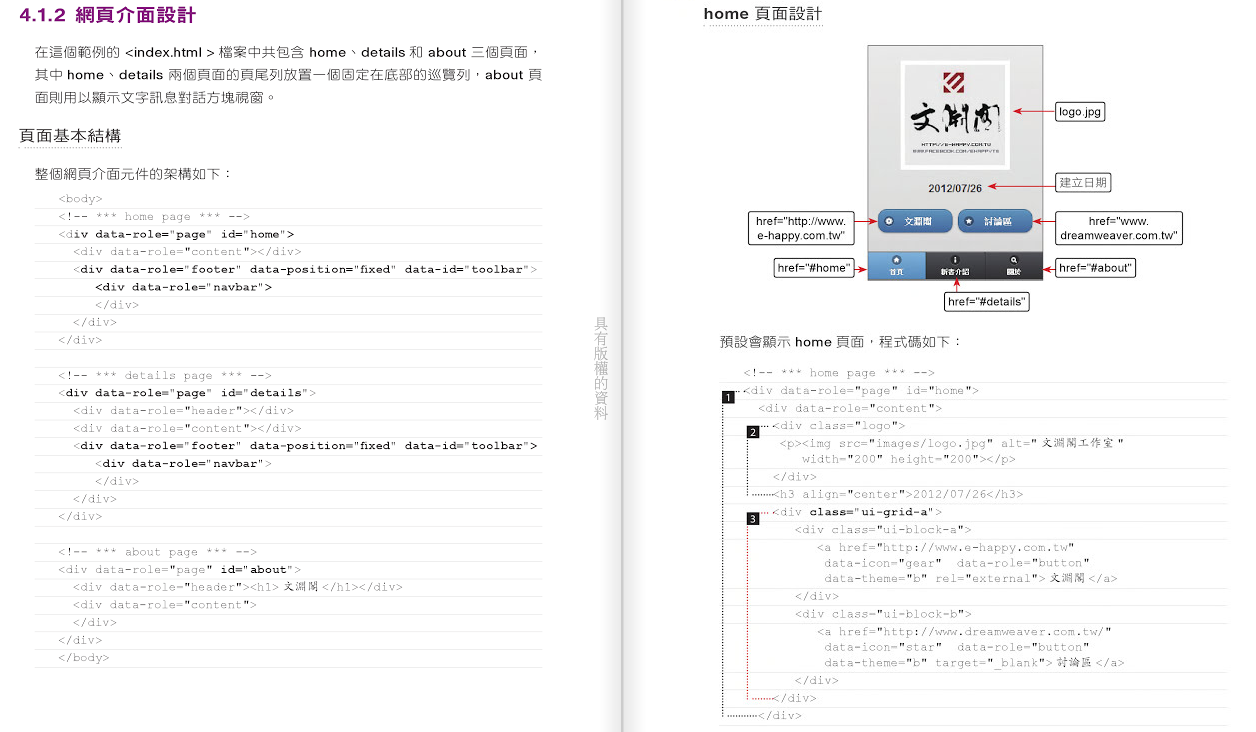 4.1.2 網頁介面設計
在這個範例的 <index.html > 檔案中共包含 home、details 和 about 三個頁面，
其中 home、details 兩個頁面的頁尾列放置一個固定在底部的巡覽列，about 頁
面則用以顯示文字訊息對話方塊視窗。
頁面基本結構
整個網頁介面元件的架構如下：
<body>
<!-- *** home page *** -->
<div data-role="page" id="home">
<div data-role="content"></div>
<div data-role="footer" data-position="fixed" data-id="toolbar">
<div data-role="navbar">
</div>
</div>
</div>
<!-- *** details page *** -->
<div data-role="page" id="details">
<div data-role="header"></div>
<div data-role="content"></div>
<div data-role="footer" data-position="fixed" data-id="toolbar">
<div data-role="navbar">
</div>
</div>
</div>
<!-- *** about page *** -->
<div data-role="page" id="about">
<div data-role="header"><h1> 文淵閣 </h1></div>
<div data-role="content">
</div>
</div>
</body>
具有版權的資料
home 頁面設計
文淵閣
HTTP://E-HAPPY.COM.TW
WWW.FACEBOOK.COM/EHAPPYTW
logo.jpg
2012/07/26
建立日期
href="http://www.
e-happy.com.tw"
文淵閣
討論區
href="www.
dreamweaver.com.tw"
href="#home"
首頁
新書介紹
關於
href="#about"
href="#details"
預設會顯示 home 頁面，程式碼如下：
<!-- *** home page *** -->
1 <div data-role="page" id="home">
<div data-role="content">
2 <div class="logo">
<p><img src="images/logo.jpg" alt=" 文淵閣工作室 "
width="200" height="200"></p>
</div>
<h3 align="center">2012/07/26</h3>
3 <div class="ui-grid-a">
<div class="ui-block-a">
<a href="http://www.e-happy.com.tw"
data-icon="gear" data-role="button"
data-theme="b" rel="external"> 文淵閣 </a>
</div>
<div class="ui-block-b">
<a href="http://www.dreamweaver.com.tw/"
data-icon="star" data-role="button"
data-theme="b" target="_blank"> 討論區 </a>
</div>
</div>
</div>